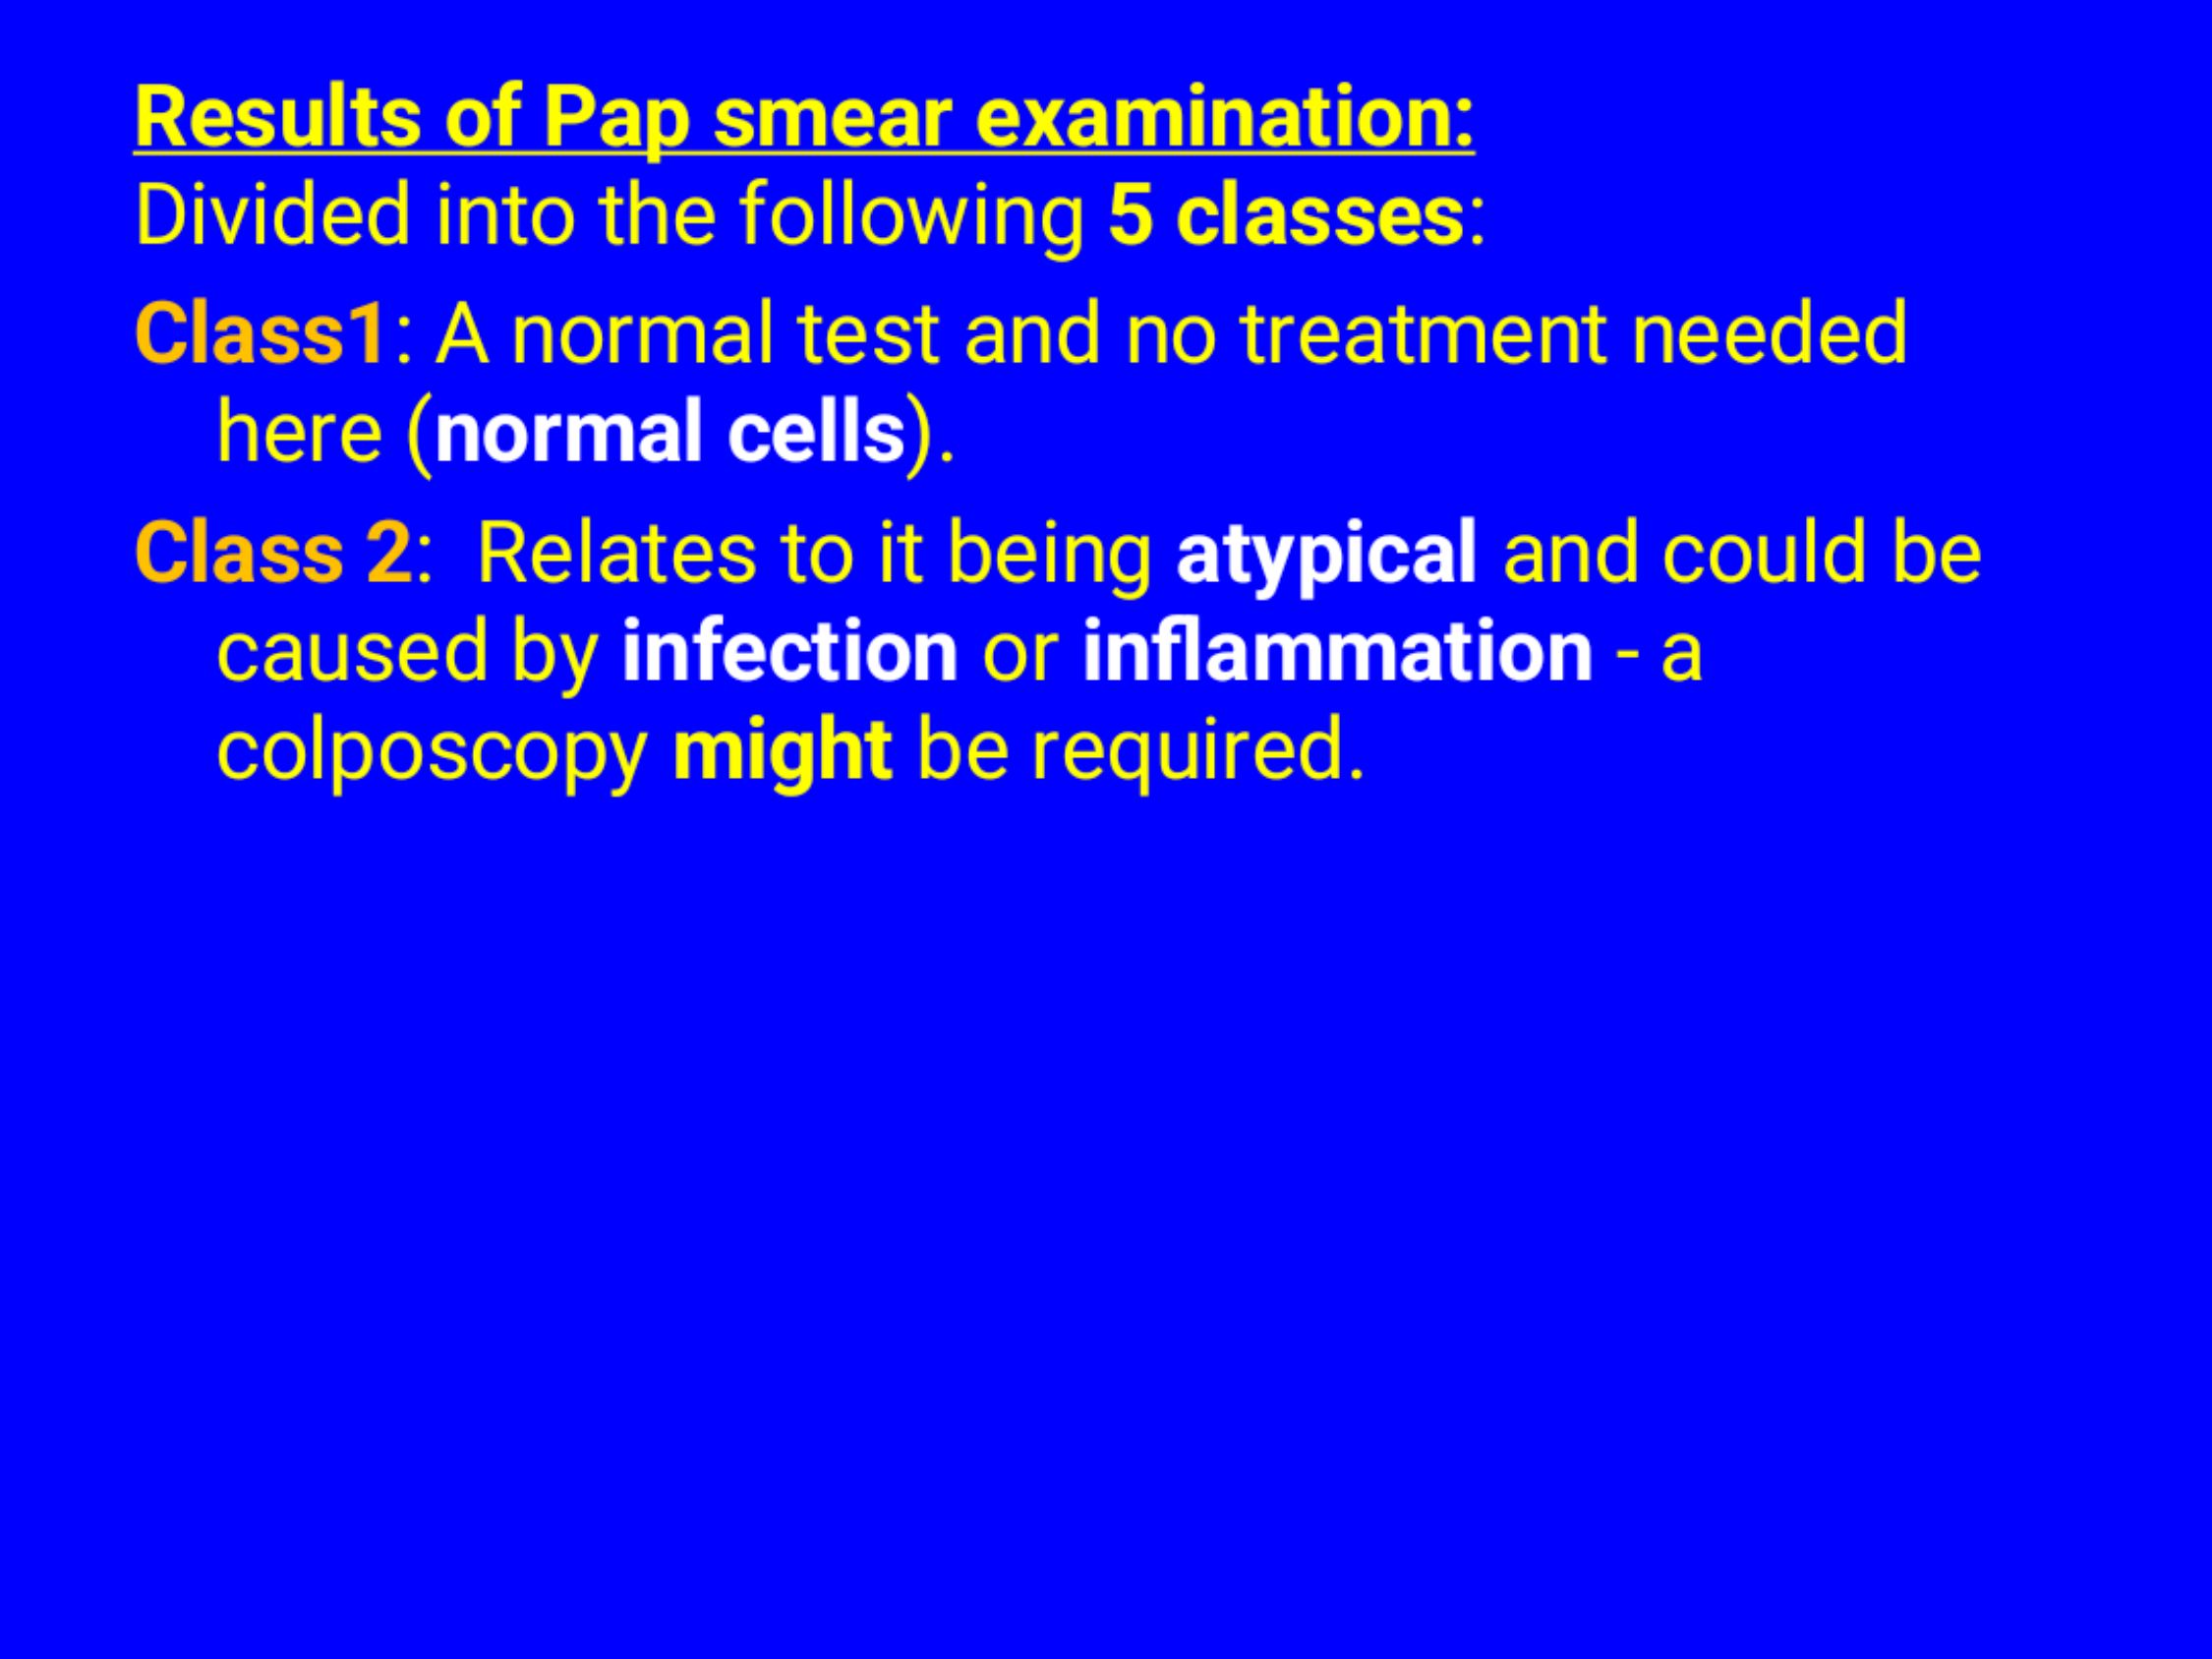 Results of Pap smear examination:
Divided into the following 5 classes:
Class1: A normal test and no treatment needed
here (normal cells).
Class 2:  Relates to it being atypical and could be
caused by infection or inflammation - a
colposcopy might be required.